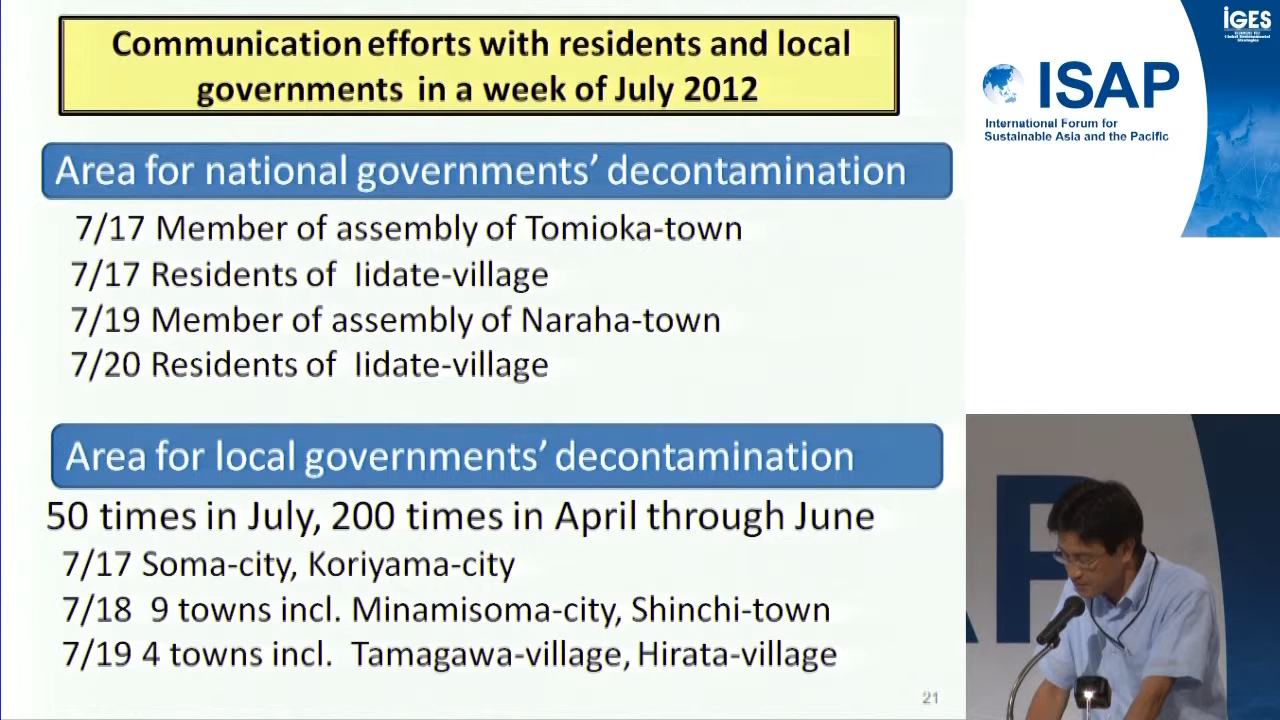 Communication efforts with residents and local
governments in a week of July 2012
Area for national governments’ decontamination
7/17 Member of assembly of Tomioka-town
7/17 Residents of Iidate-village
7/19 Member of assembly of Naraha-town
7/20 Residents of Iidate-village
Area for local governments’ decontamination
50 times in July, 200 times in April through June
7/17 Soma-city, Koriyama-city
7/18 9 towns incl. Minamisoma-city, Shinchi-town
7/19 4 towns incl. Tamagawa-village, Hirata-village
21
IGES
ISAP
International Forum for
Sustainable Asia and the Pacific